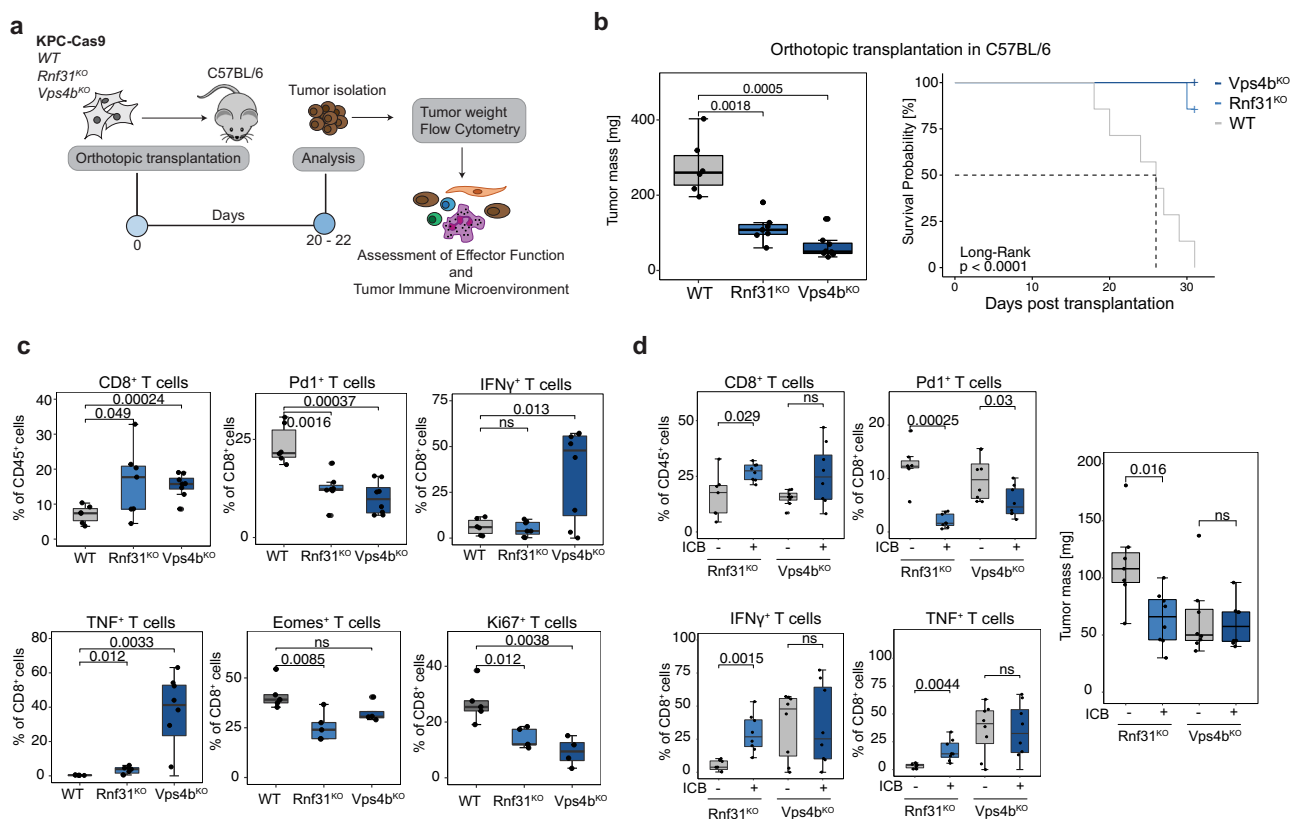 a
KPC-Cas9
WT
Rnf31ᴷᴼ
Vps4bᴷᴼ
C57BL/6
Tumor isolation
Tumor weight
Flow Cytometry
Orthotopic transplantation
Analysis
Days
0
20 - 22
Assessment of Effector Function
and
Tumor Immune Microenvironment
b
Orthotopic transplantation in C57BL/6
Tumor mass [mg]
400
200
0
0.0005
0.0018
WT
Rnf31ᴷᴼ
Vps4bᴷᴼ
Survival Probability [%]
100
75
50
25
0
Long-Rank
p < 0.0001
0
10
20
30
Days post transplantation
Vps4bᴷᴼ
Rnf31ᴷᴼ
WT
c
CD8⁺ T cells
% of CD45⁺ cells
40
30
20
10
0
0.00024
0.049
WT
Rnf31ᴷᴼ
Vps4bᴷᴼ
Pd1⁺ T cells
% of CD8⁺ cells
25
0
0.00037
0.0016
WT
Rnf31ᴷᴼ
Vps4bᴷᴼ
IFNγ⁺ T cells
% of CD8⁺ cells
60
40
20
0
0.013
ns
WT
Rnf31ᴷᴼ
Vps4bᴷᴼ
TNF⁺ T cells
% of CD8⁺ cells
80
60
40
20
0
0.0033
0.012
WT
Rnf31ᴷᴼ
Vps4bᴷᴼ
Eomes⁺ T cells
% of CD8⁺ cells
50
25
0
ns
0.0085
WT
Rnf31ᴷᴼ
Vps4bᴷᴼ
Ki67⁺ T cells
% of CD8⁺ cells
40
20
0
0.0038
0.012
WT
Rnf31ᴷᴼ
Vps4bᴷᴼ
d
CD8⁺ T cells
% of CD45⁺ cells
50
25
0
0.029
ns
ICB
- + - +
Rnf31ᴷᴼ
Vps4bᴷᴼ
Pd1⁺ T cells
% of CD8⁺ cells
20
10
0
0.00025
0.03
- + - +
Rnf31ᴷᴼ
Vps4bᴷᴼ
IFNγ⁺ T cells
% of CD8⁺ cells
100
75
50
25
0
0.0015
ns
ICB
- + - +
Rnf31ᴷᴼ
Vps4bᴷᴼ
TNF⁺ T cells
% of CD8⁺ cells
100
75
50
25
0
0.0044
ns
ICB
- + - +
Rnf31ᴷᴼ
Vps4bᴷᴼ
Tumor mass [mg]
200
150
100
50
0
0.016
ns
ICB
- + - +
Rnf31ᴷᴼ
Vps4bᴷᴼ